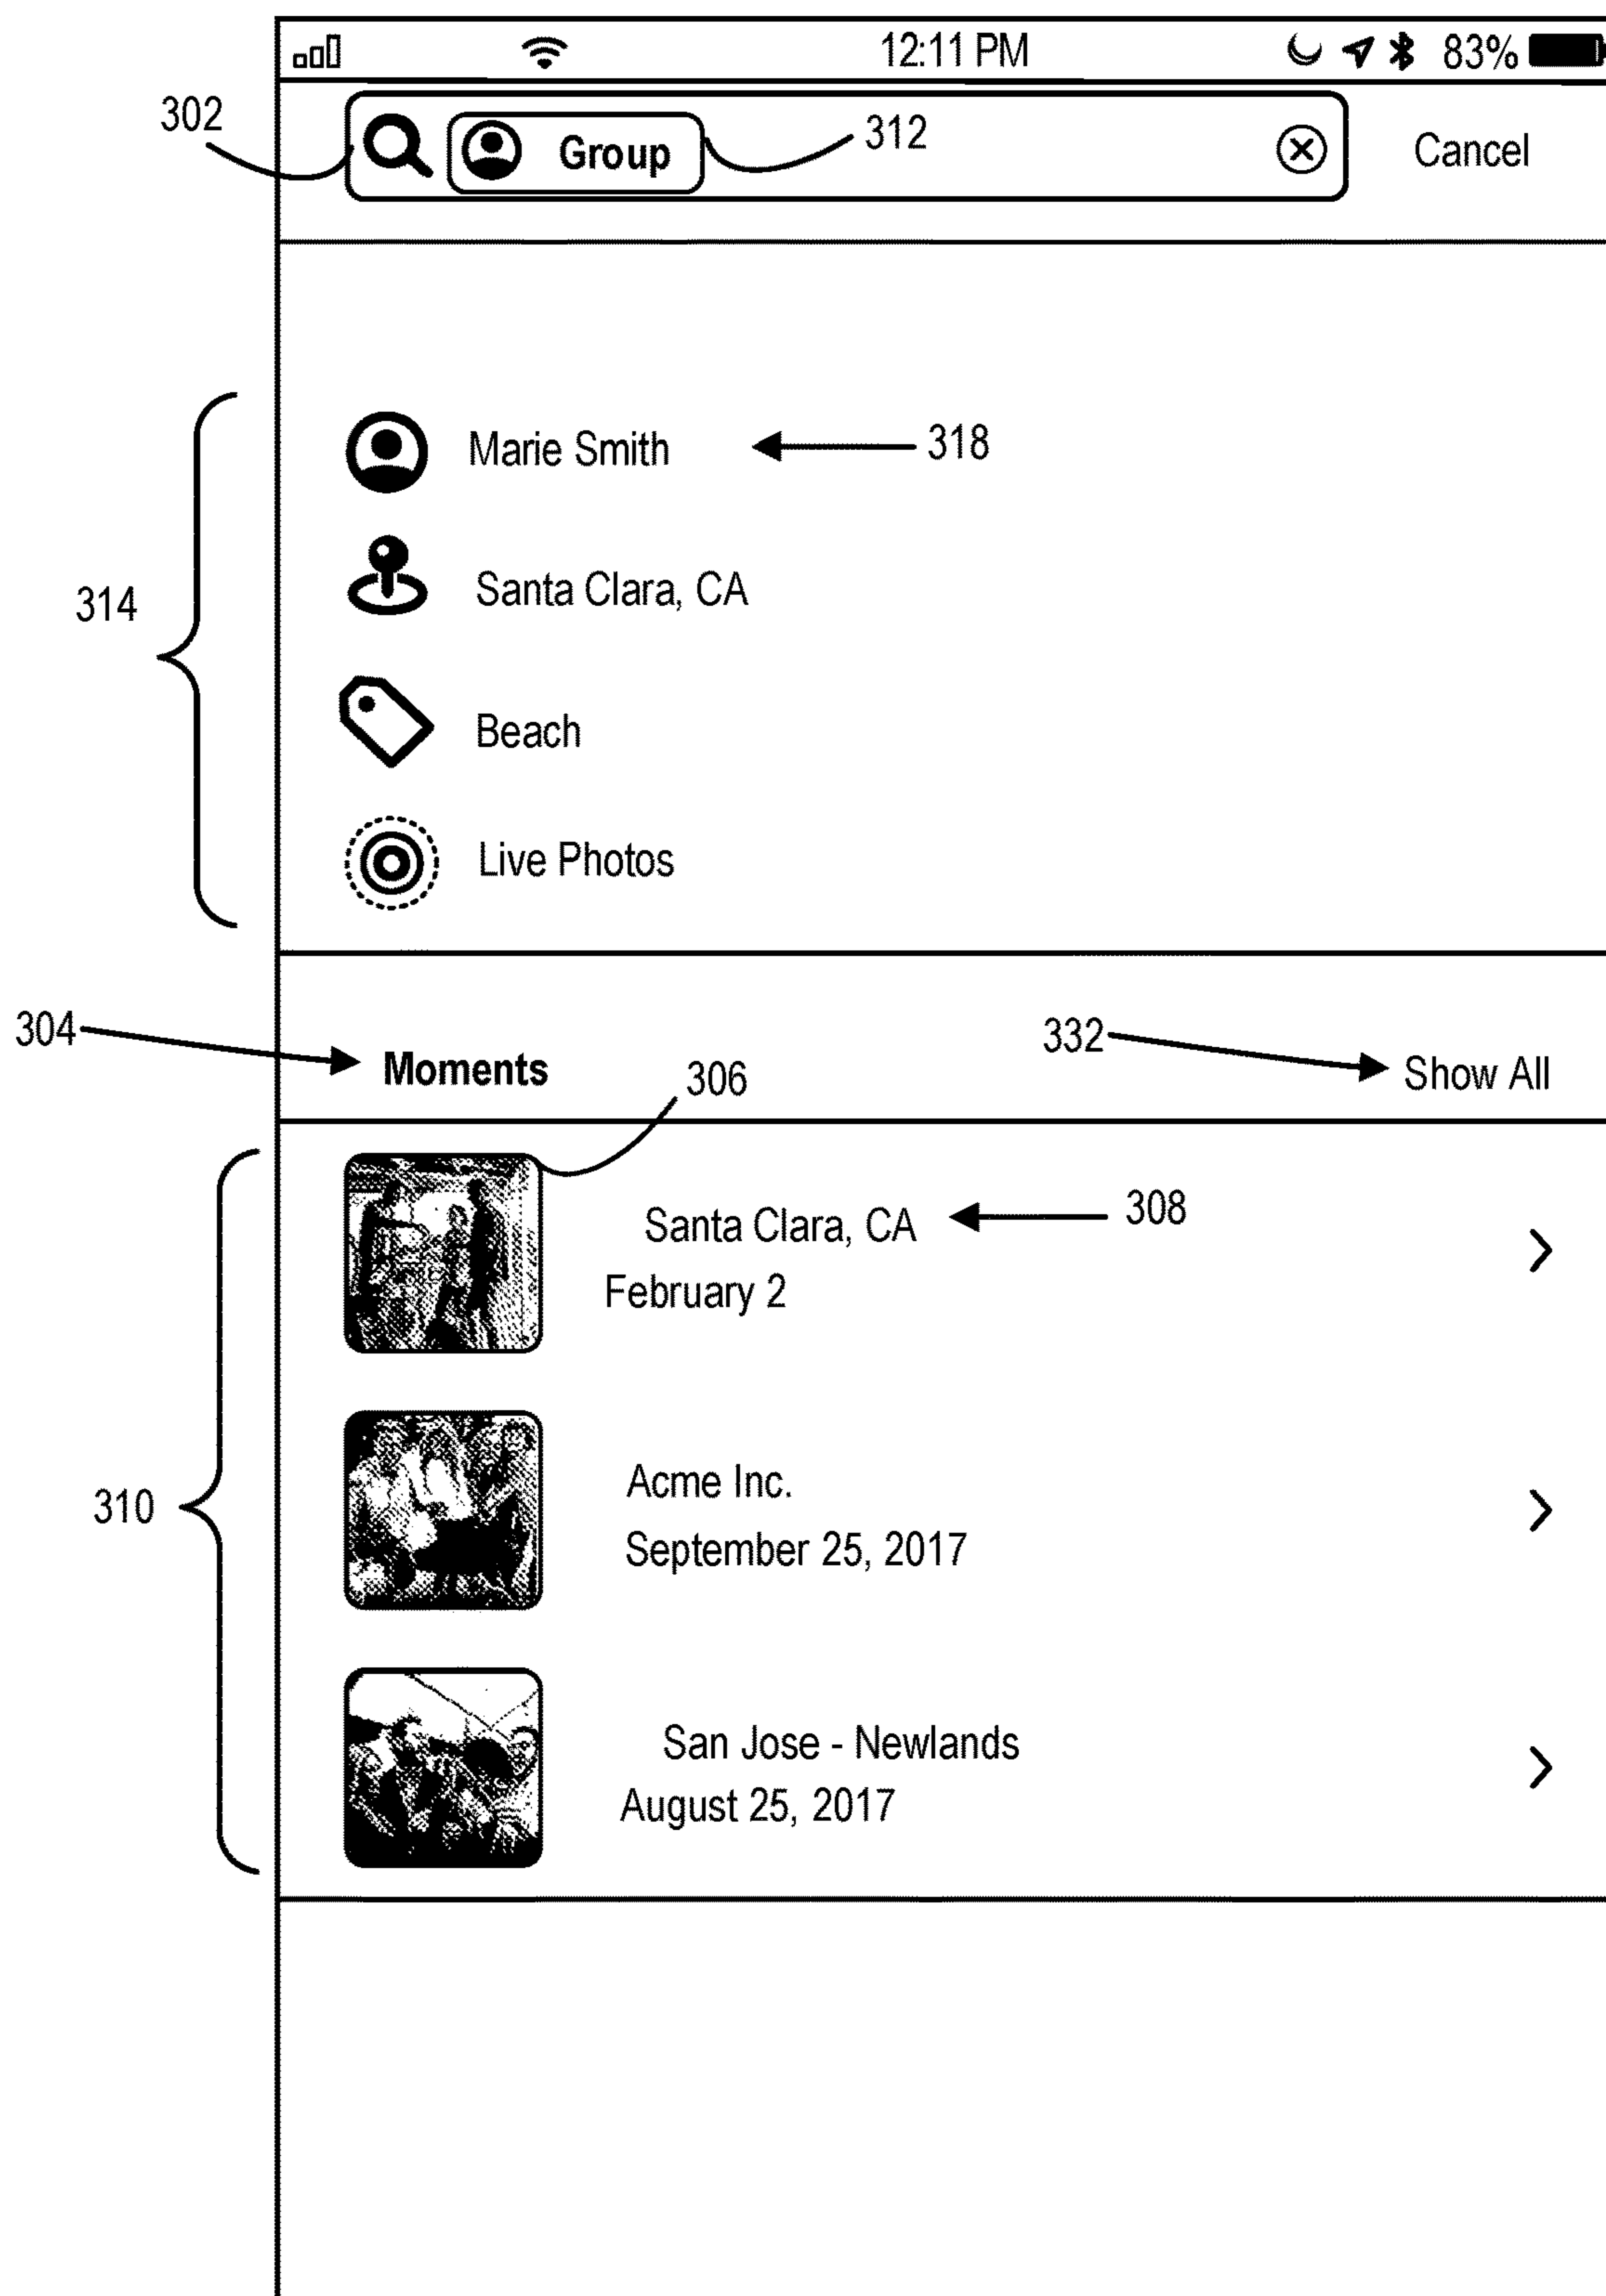 12:11 PM 83%
302 Group 312 Cancel
Marie Smith 318
314 Santa Clara, CA
Beach
Live Photos
304 Moments 332 Show All
306
Santa Clara, CA 308
February 2
310 Acme Inc.
September 25, 2017
San Jose - Newlands
August 25, 2017